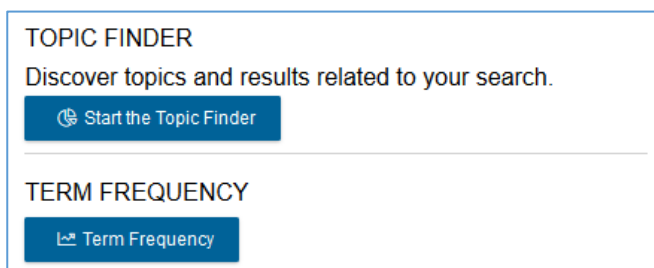 TOPIC FINDER
Discover topics and results related to your search.
Start the Topic Finder
TERM FREQUENCY
Term Frequency